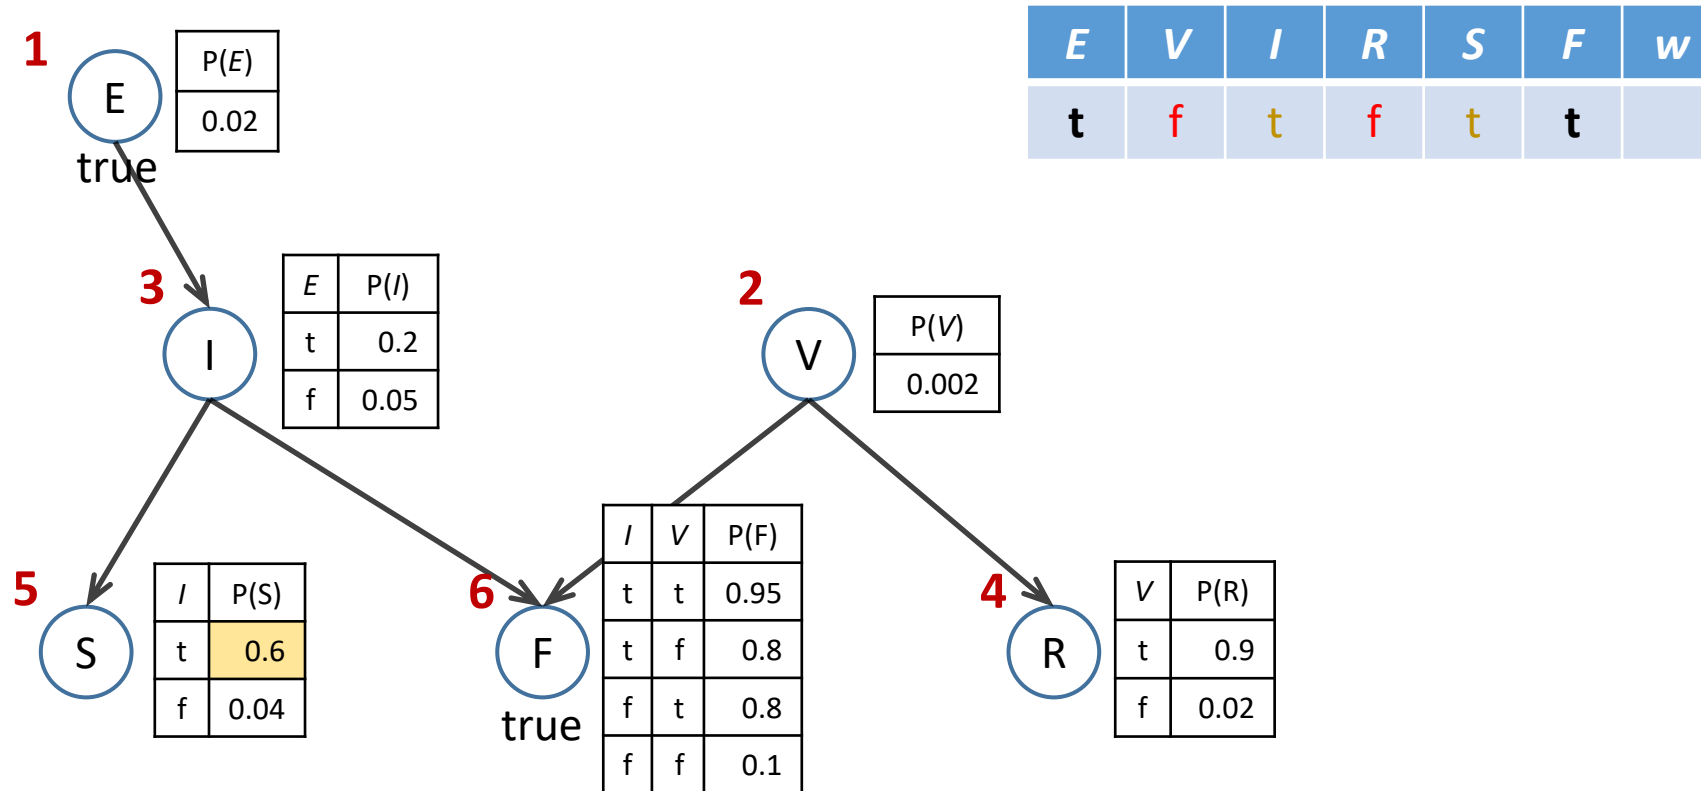 E V I R S F w
t f t f t t
1
E
true
P(E)
0.02
3
I
E P(I)
t 0.2
f 0.05
2
V
P(V)
0.002
5
S
I P(S)
t 0.6
f 0.04
6
F
true
I V P(F)
t t 0.95
t f 0.8
f t 0.8
f f 0.1
4
R
V P(R)
t 0.9
f 0.02